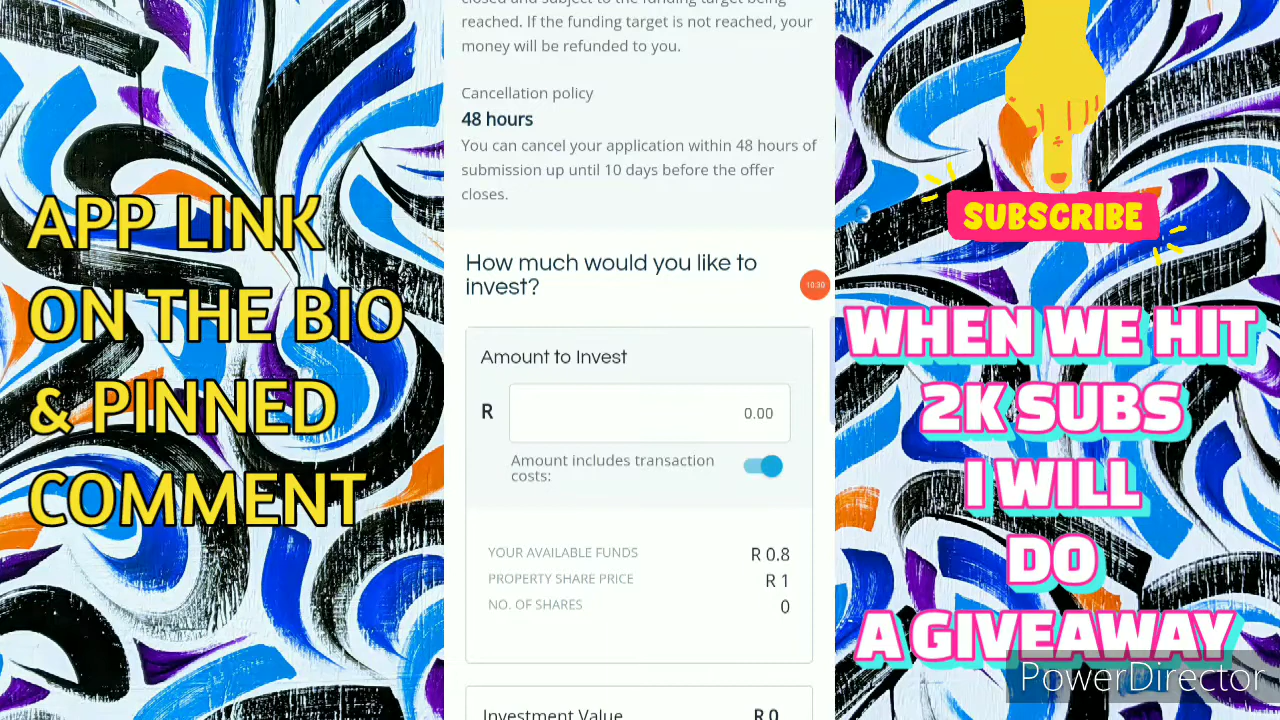 APP LINK
ON THE BIO
& PINNED
COMMENT
closed and subject to the funding target being
reached. If the funding target is not reached, your
money will be refunded to you.
Cancellation policy
48 hours
You can cancel your application within 48 hours of
submission up until 10 days before the offer
closes.
How much would you like to
invest?
10:30
Amount to Invest
R 0.00
Amount includes transaction
costs:
YOUR AVAILABLE FUNDS R 0.8
PROPERTY SHARE PRICE R 1
NO. OF SHARES 0
Investment Value R 0
SUBSCRIBE
WHEN WE HIT
2K SUBS
I WILL
DO
A GIVEAWAY
PowerDirector